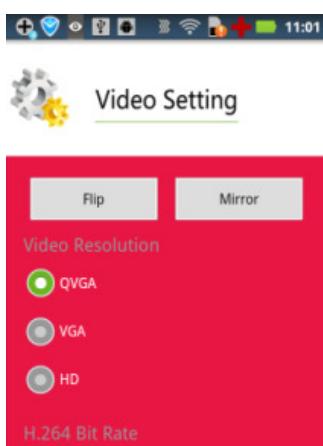 11:01
Video Setting
Flip Mirror
Video Resolution
QVGA
VGA
HD
H.264 Bit Rate